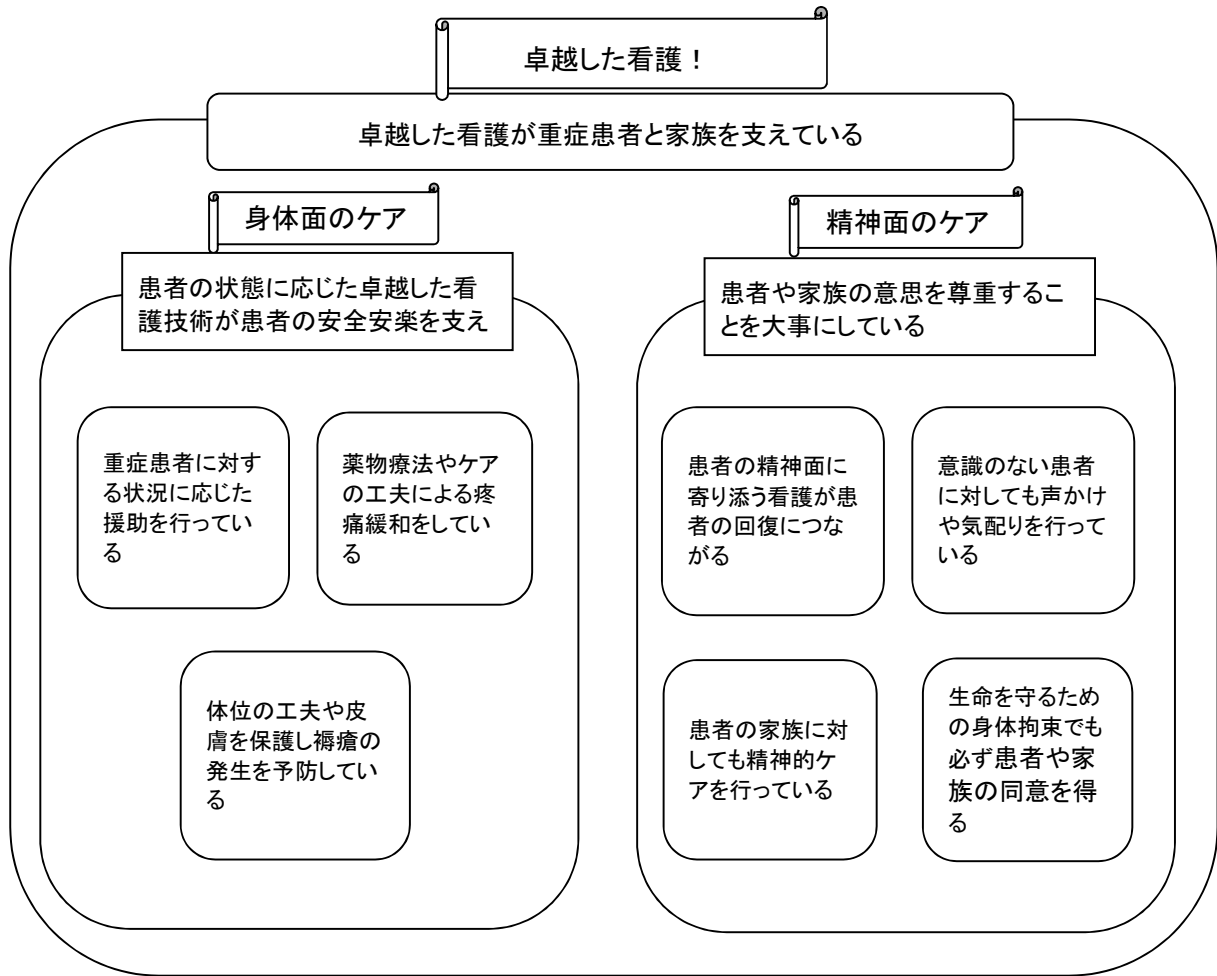 卓越した看護！
卓越した看護が重症患者と家族を支えている
身体面のケア
患者の状態に応じた卓越した看
護技術が患者の安全安楽を支え
重症患者に対す
る状況に応じた
援助を行ってい
る
薬物療法やケア
の工夫による疼
痛緩和をしてい
る
体位の工夫や皮
膚を保護し褥瘡の
発生を予防してい
る
精神面のケア
患者や家族の意思を尊重するこ
とを大事にしている
患者の精神面に
寄り添う看護が患
者の回復につな
がる
意識のない患者
に対しても声かけ
や気配りを行って
いる
患者の家族に対
しても精神的ケ
アを行っている
生命を守るため
の身体拘束でも
必ず患者や家
族の同意を得
る